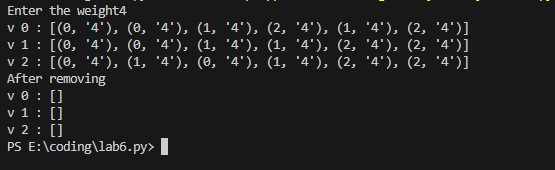 Enter the weight4
v 0 : [(0, '4'), (0, '4'), (1, '4'), (2, '4'), (1, '4'), (2, '4')]
v 1 : [(0, '4'), (0, '4'), (1, '4'), (1, '4'), (2, '4'), (2, '4')]
v 2 : [(0, '4'), (1, '4'), (0, '4'), (1, '4'), (2, '4'), (2, '4')]
After removing
v 0 : []
v 1 : []
v 2 : []
PS E:\coding\lab6.py>